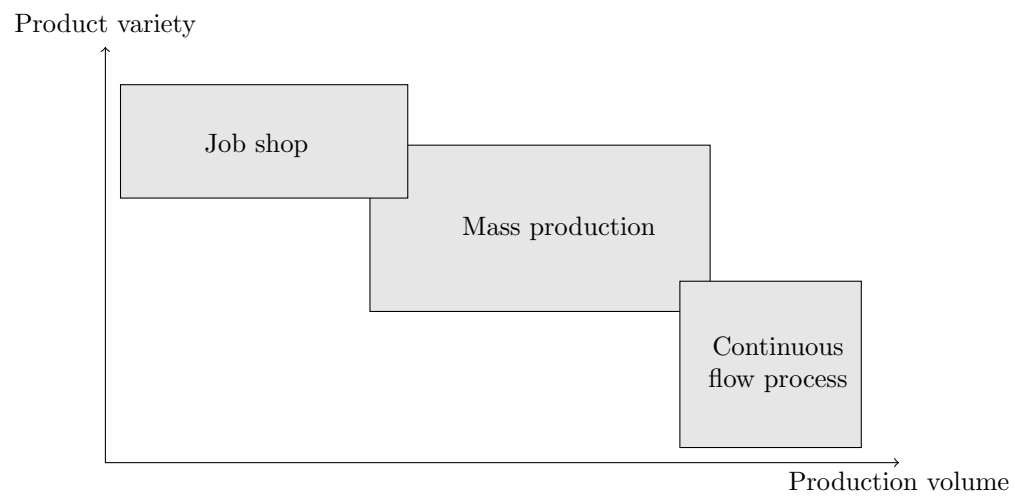 Product variety
Job shop
Mass production
Continuous
flow process
Production volume